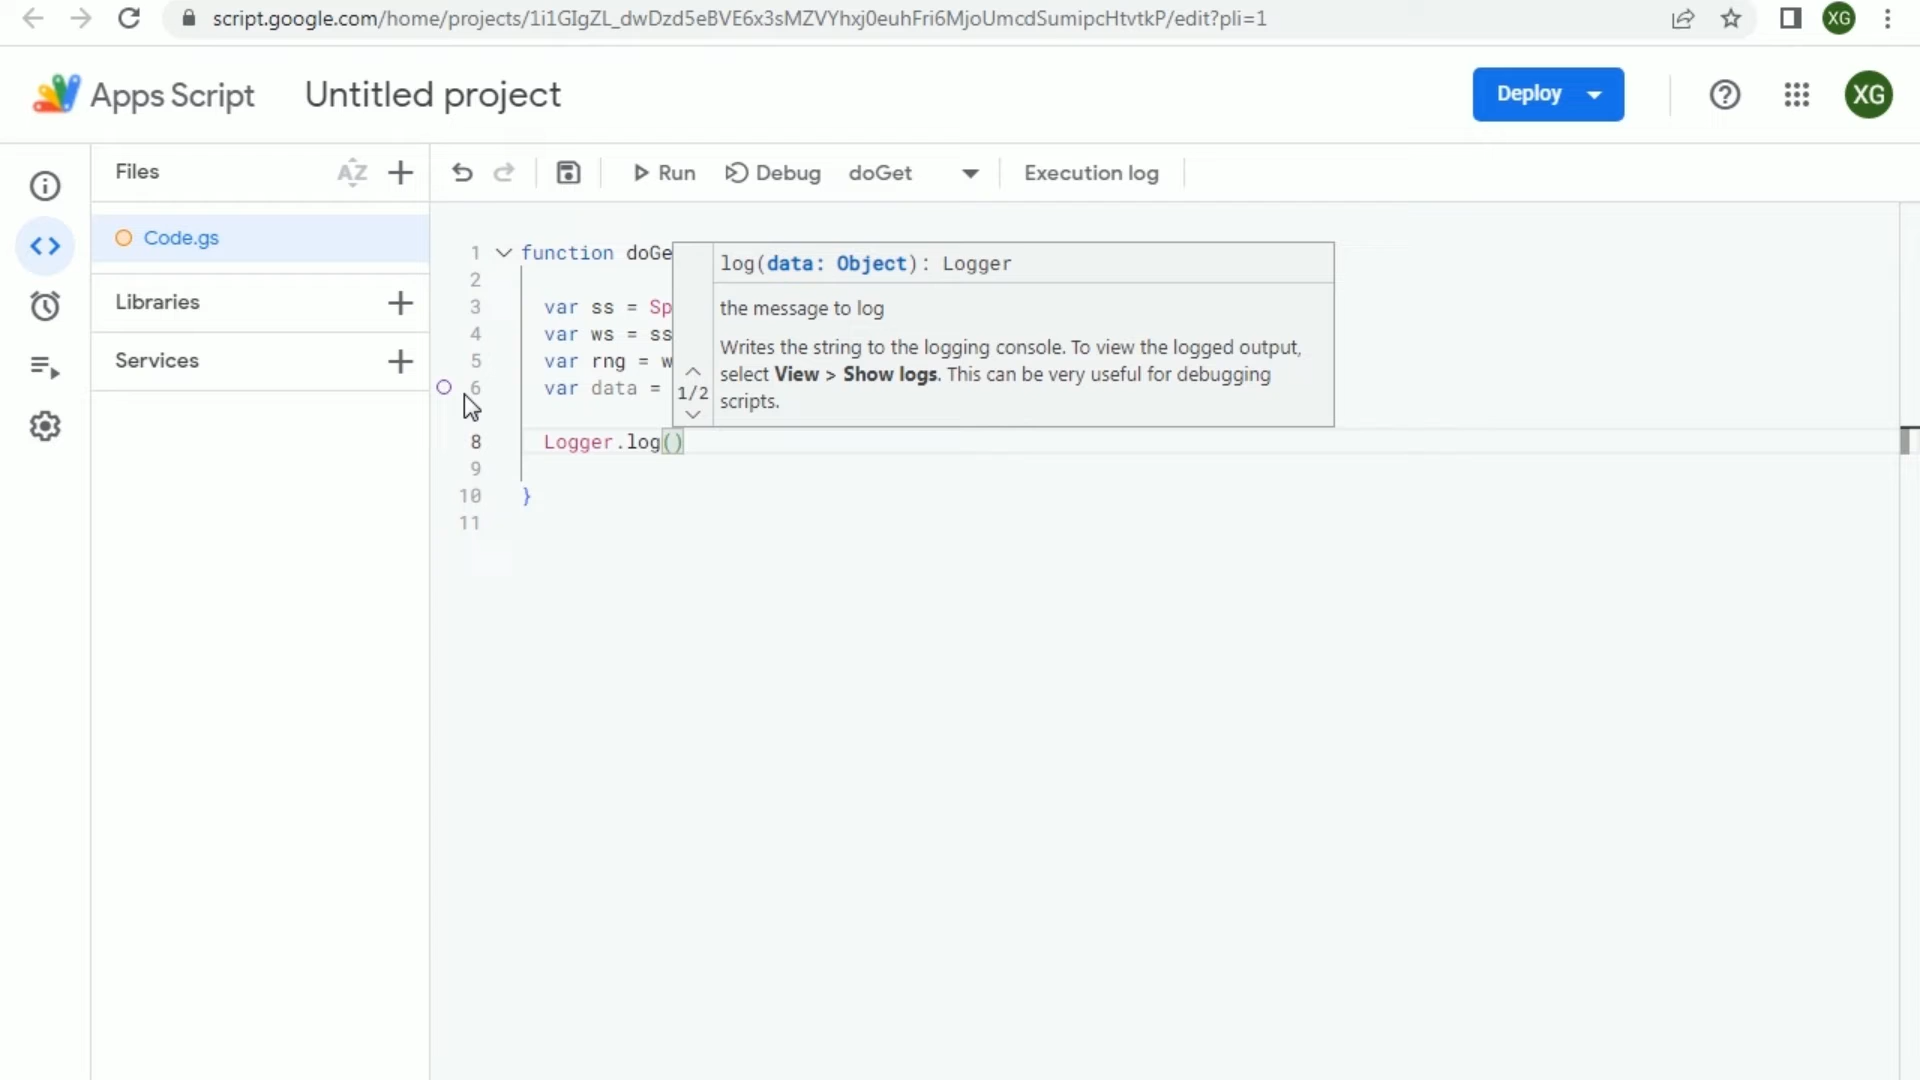 script.google.com/home/projects/1i1GIgZL_dwDzd5eBVE6x3sMZVYhxj0euhFri6MjoUmcdSumipcHtvtkP/edit?pli=1
XG
Apps Script
Untitled project
Deploy
XG
Files
AZ
Run
Debug
doGet
Execution log
Code.gs
Libraries
Services
1 function doGe
2
3 var ss = Sp
4 var ws = ss
5 var rng = w
6 var data =
8 Logger.log()
9
10 }
11
log(data: Object): Logger
the message to log
Writes the string to the logging console. To view the logged output,
select View > Show logs. This can be very useful for debugging
scripts.
1/2